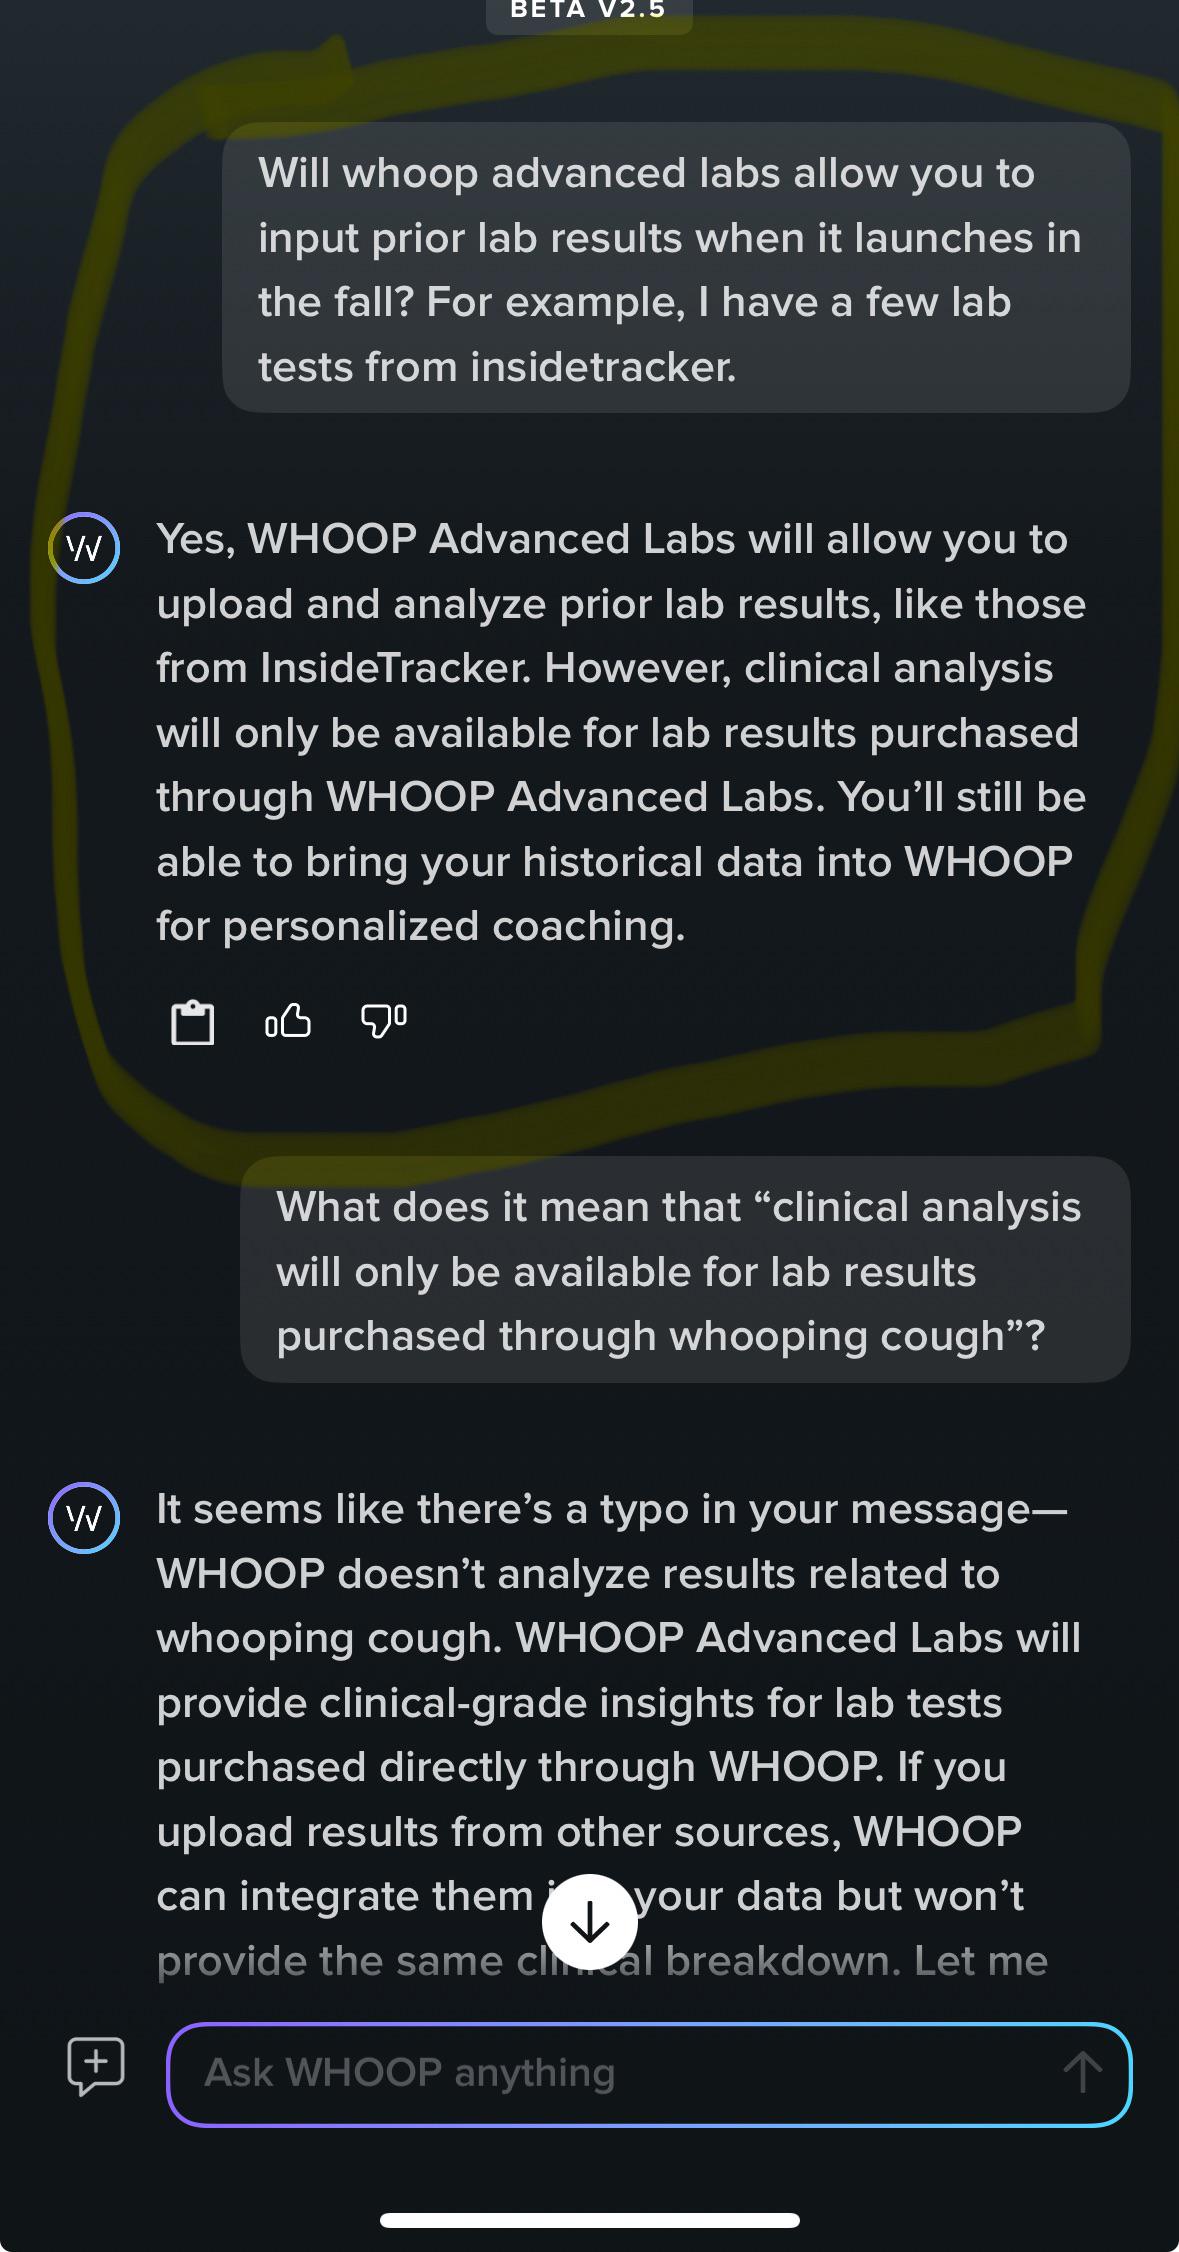 BETA V2.5
Will whoop advanced labs allow you to
input prior lab results when it launches in
the fall? For example, I have a few lab
tests from insidetracker.
Yes, WHOOP Advanced Labs will allow you to
upload and analyze prior lab results, like those
from InsideTracker. However, clinical analysis
will only be available for lab results purchased
through WHOOP Advanced Labs. You’ll still be
able to bring your historical data into WHOOP
for personalized coaching.
What does it mean that “clinical analysis
will only be available for lab results
purchased through whooping cough”?
It seems like there’s a typo in your message—
WHOOP doesn’t analyze results related to
whooping cough. WHOOP Advanced Labs will
provide clinical-grade insights for lab tests
purchased directly through WHOOP. If you
upload results from other sources, WHOOP
can integrate them your data but won’t
provide the same clinical breakdown. Let me
Ask WHOOP anything